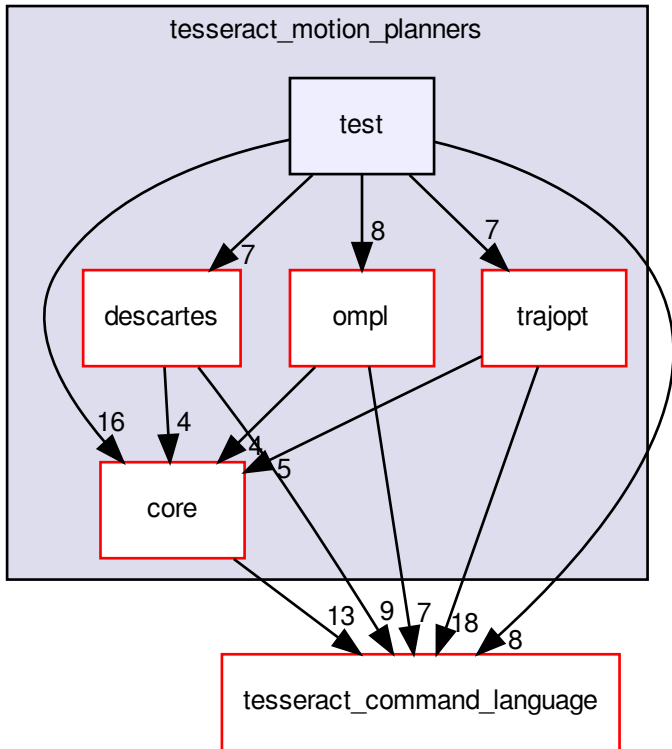 tesseract_motion_planners
test
7
8
7
descartes
ompl
trajopt
16
4
4
5
core
13
9
7
18
8
tesseract_command_language